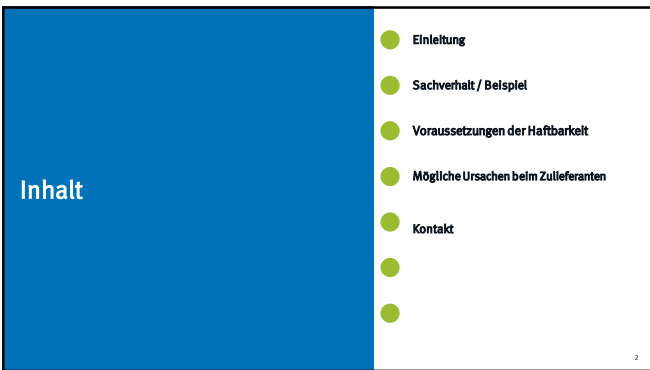 Inhalt
Einleitung
Sachverhalt / Beispiel
Voraussetzungen der Haftbarkeit
Mögliche Ursachen beim Zulieferanten
Kontakt
2